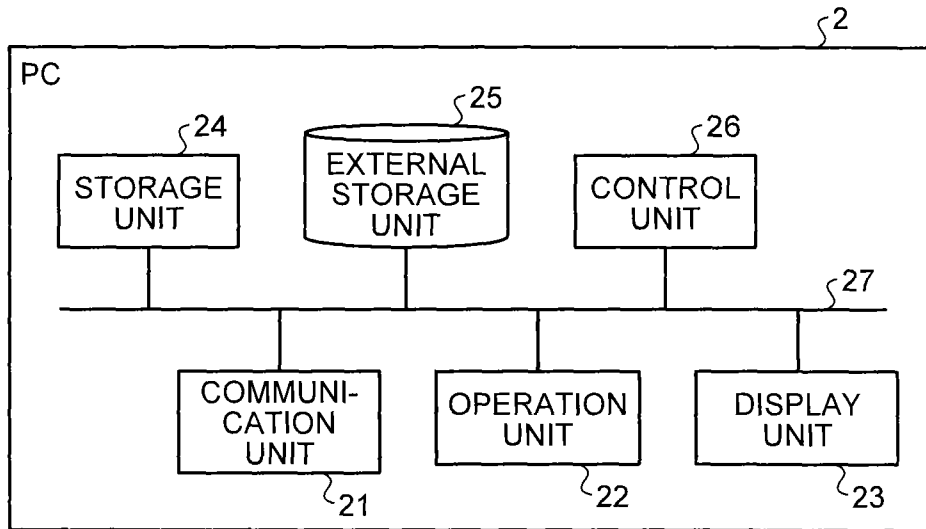 2
PC
24
25
26
STORAGE
UNIT
EXTERNAL
STORAGE
UNIT
CONTROL
UNIT
27
COMMUNI-
CATION
UNIT
OPERATION
UNIT
DISPLAY
UNIT
21
22
23